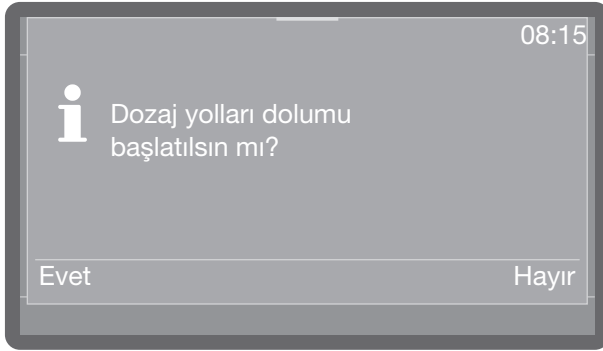 08:15
Dozaj yolları dolumu
başlatılsın mı?
Evet
Hayır